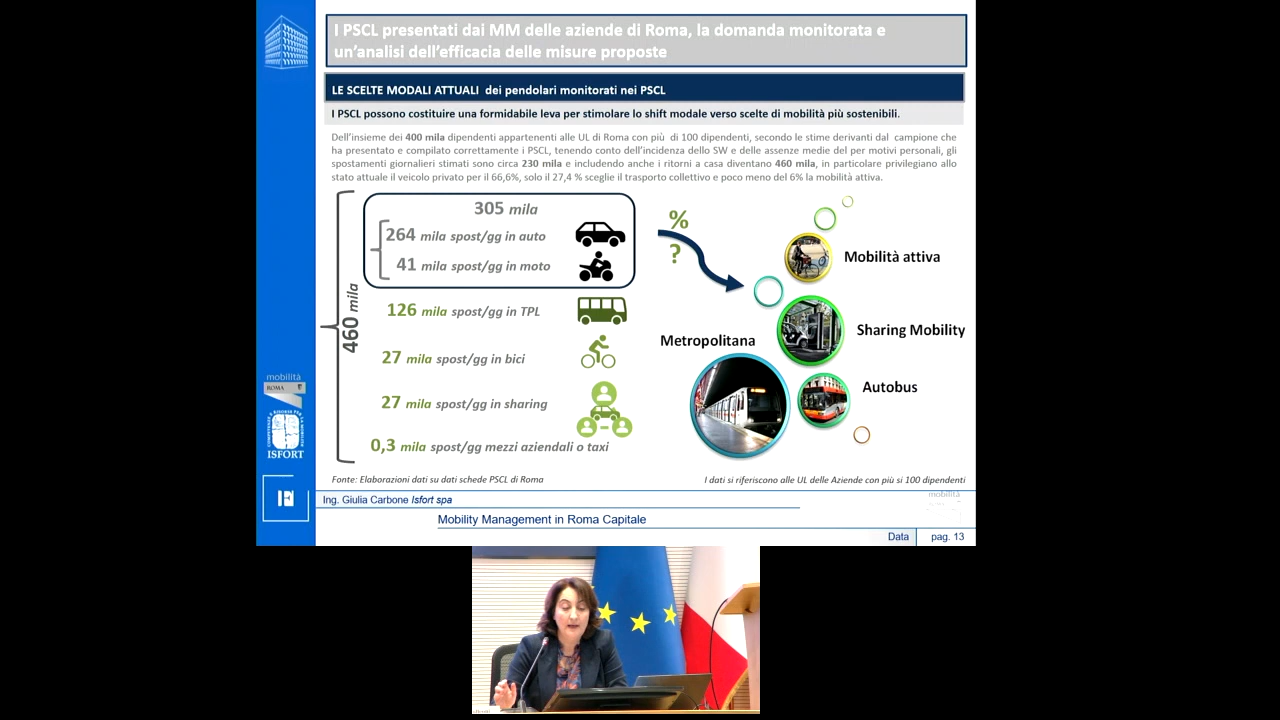 I PSCL presentati dai MM delle aziende di Roma, la domanda monitorata e
un'analisi dell'efficacia delle misure proposte
LE SCELTE MODALI ATTUALI dei pendolari monitorati nei PSCL
I PSCL possono costituire una formidabile leva per stimolare lo shift modale verso scelte di mobilità più sostenibili.
Dell'insieme dei 400 mila dipendenti appartenenti alle UL di Roma con più di 100 dipendenti, secondo le stime derivanti dal campione che
ha presentato e compilato correttamente i PSCL, tenendo conto dell'incidenza dello SW e delle assenze medie del per motivi personali, gli
spostamenti giornalieri stimati sono circa 230 mila e includendo anche i ritorni a casa diventano 460 mila, in particolare privilegiano allo
stato attuale il veicolo privato per il 66,6%, solo il 27,4 % sceglie il trasporto collettivo e poco meno del 6% la mobilità attiva.
460 mila
305 mila
264 mila spost/gg in auto
41 mila spost/gg in moto
126 mila spost/gg in TPL
27 mila spost/gg in bici
27 mila spost/gg in sharing
0,3 mila spost/gg mezzi aziendali o taxi
%
?
Mobilità attiva
Sharing Mobility
Metropolitana
Autobus
Fonte: Elaborazioni dati su dati schede PSCL di Roma
I dati si riferiscono alle UL delle Aziende con più si 100 dipendenti
mobilità
ROMA
ISFORT
Ing. Giulia Carbone Isfort spa
mobilità
Mobility Management in Roma Capitale
Data
pag. 13